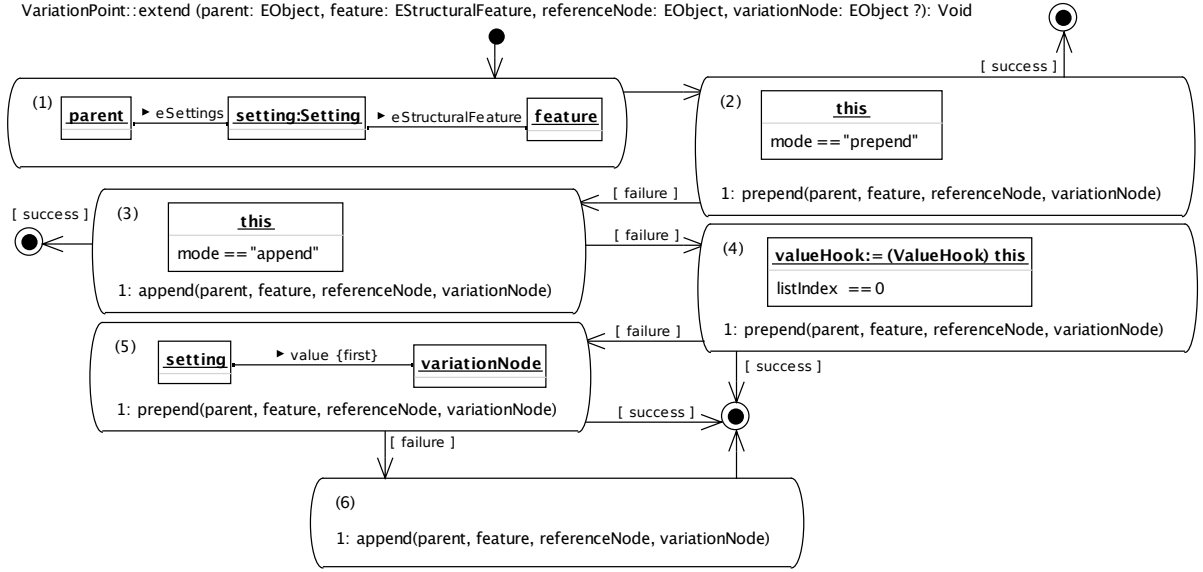 VariationPoint::extend (parent: EObject, feature: EStructuralFeature, referenceNode: EObject, variationNode: EObject ?): Void
[ success ]
(1)
parent
▸ eSettings
setting:Setting
▸ eStructuralFeature
feature
(2)
this
mode =="prepend"
1: prepend(parent, feature, referenceNode, variationNode)
[ failure ]
[ success ]
(3)
this
mode =="append"
1: append(parent, feature, referenceNode, variationNode)
[ failure ]
(4)
valueHook:= (ValueHook) this
listIndex ==0
1: prepend(parent, feature, referenceNode, variationNode)
[ failure ]
[ success ]
(5)
setting
▸ value {first}
variationNode
1: prepend(parent, feature, referenceNode, variationNode)
[ success ]
[ failure ]
(6)
1: append(parent, feature, referenceNode, variationNode)